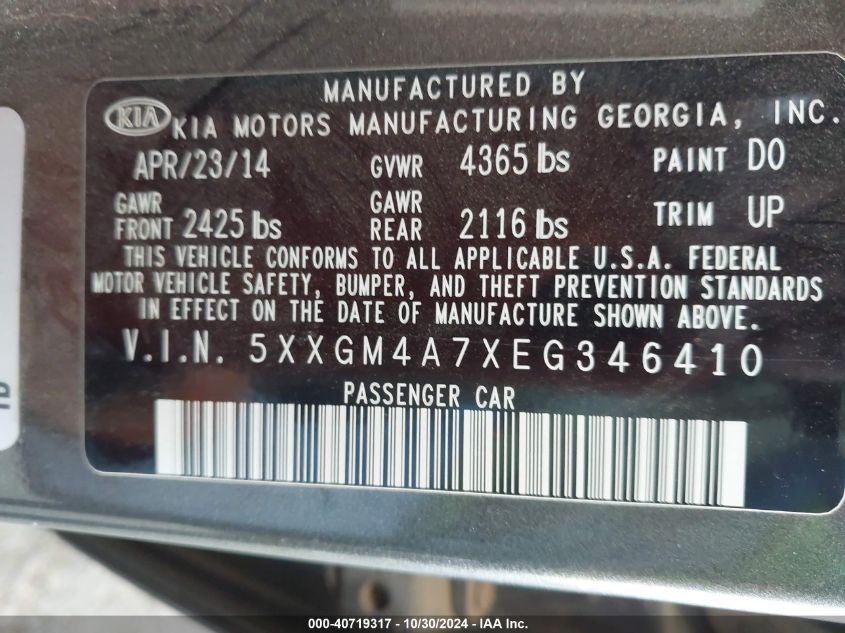 MANUFACTURED BY
KIA KIA MOTORS MANUFACTURING GEORGIA, INC.
APR/23/14 GVWR 4365 lbs PAINT DO
GAWR FRONT 2425 lbs GAWR REAR 2116 lbs TRIM UP
THIS VEHICLE CONFORMS TO ALL APPLICABLE U.S.A. FEDERAL
MOTOR VEHICLE SAFETY, BUMPER, AND THEFT PREVENTION STANDARDS
IN EFFECT ON THE DATE OF MANUFACTURE SHOWN ABOVE.
V.I.N. 5XXGM4A7XEG346410
PASSENGER CAR
000-40719317 - 10/30/2024 - IAA Inc.